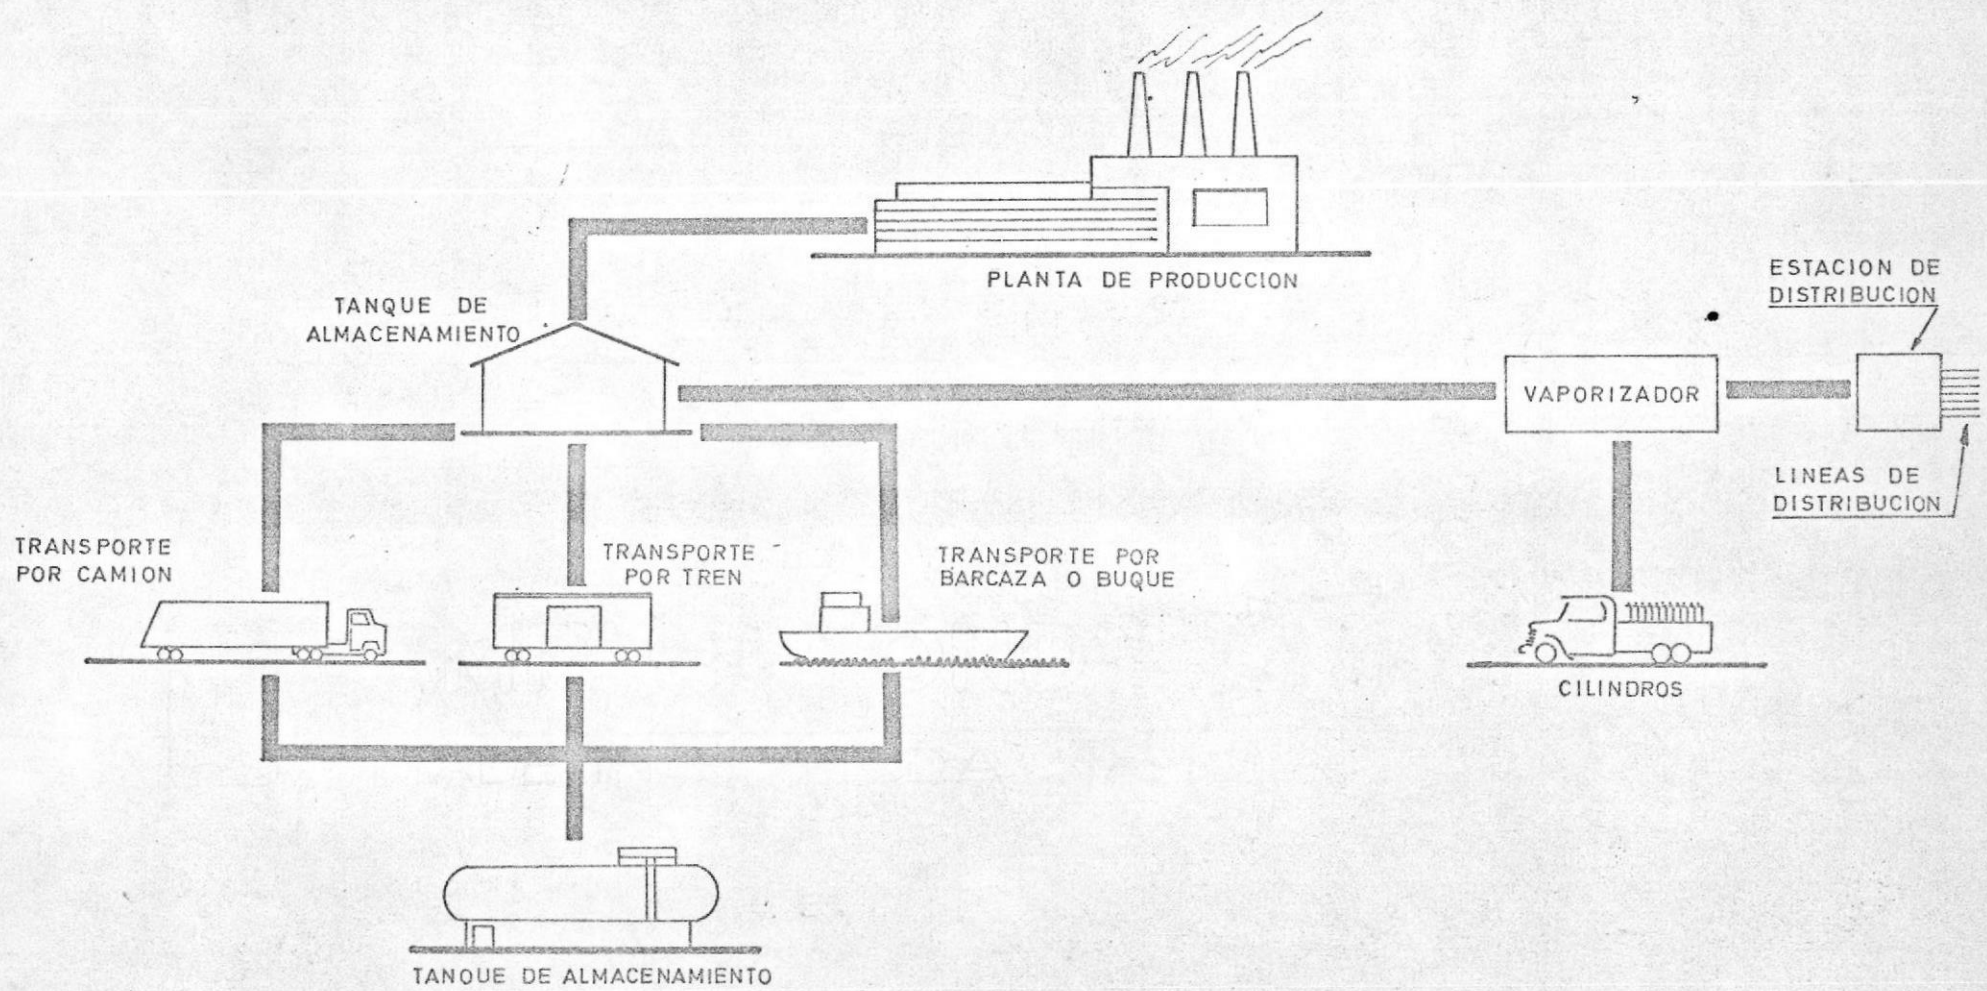 PLANTA DE PRODUCCION
ESTACION DE
DISTRIBUCION
TANQUE DE
ALMACENAMIENTO
VAPORIZADOR
LINEAS DE
DISTRIBUCION
TRANSPORTE
POR CAMION
TRANSPORTE
POR TREN
TRANSPORTE POR
BARCAZA O BUQUE
CILINDROS
TANQUE DE ALMACENAMIENTO